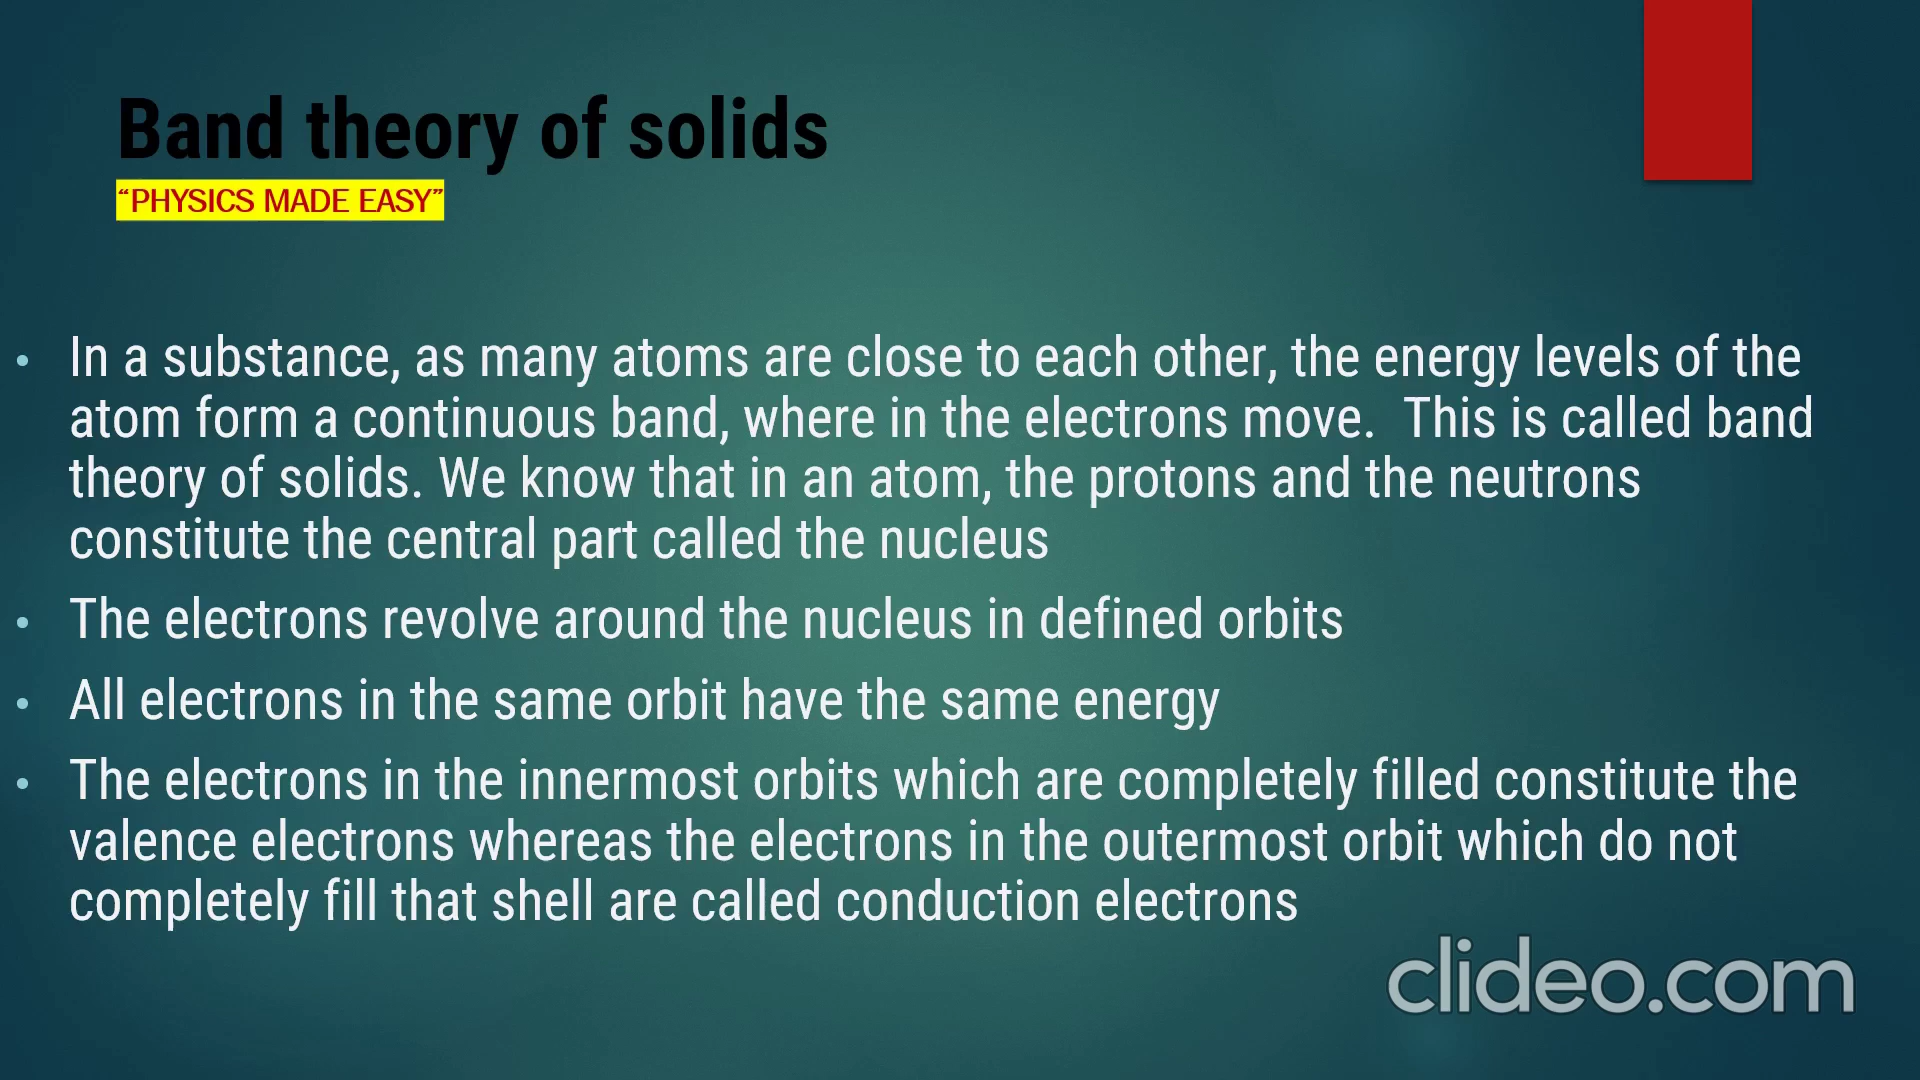 Band theory of solids
“PHYSICS MADE EASY”
• In a substance, as many atoms are close to each other, the energy levels of the
atom form a continuous band, where in the electrons move.  This is called band
theory of solids. We know that in an atom, the protons and the neutrons
constitute the central part called the nucleus
• The electrons revolve around the nucleus in defined orbits
• All electrons in the same orbit have the same energy
• The electrons in the innermost orbits which are completely filled constitute the
valence electrons whereas the electrons in the outermost orbit which do not
completely fill that shell are called conduction electrons
clideo.com